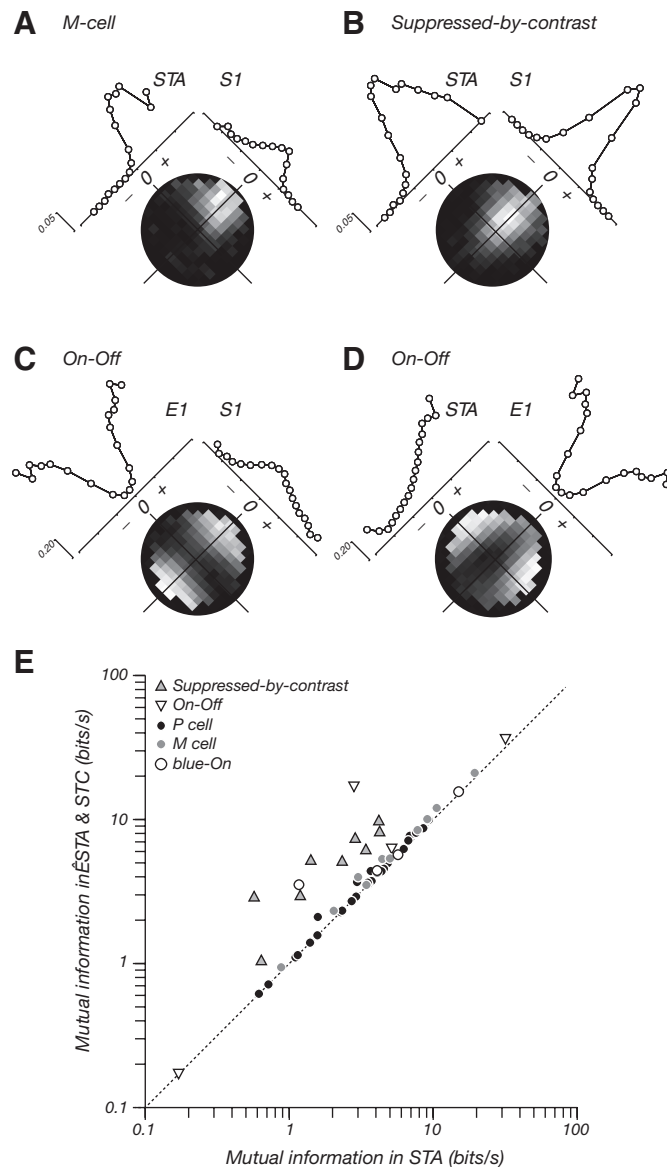 A M-cell
B Suppressed-by-contrast
STA S1
STA S1
− 0 +
− 0 +
− 0 +
− 0 +
0.05
0.05
C On-Off
D On-Off
E1 S1
STA E1
− 0 +
− 0 +
− 0 +
− 0 +
0.20
0.20
E
Mutual information inÊSTA & STC (bits/s)
100
10
1
0.1
Suppressed-by-contrast
On-Off
P cell
M cell
blue-On
0.1 1 10 100
Mutual information in STA (bits/s)